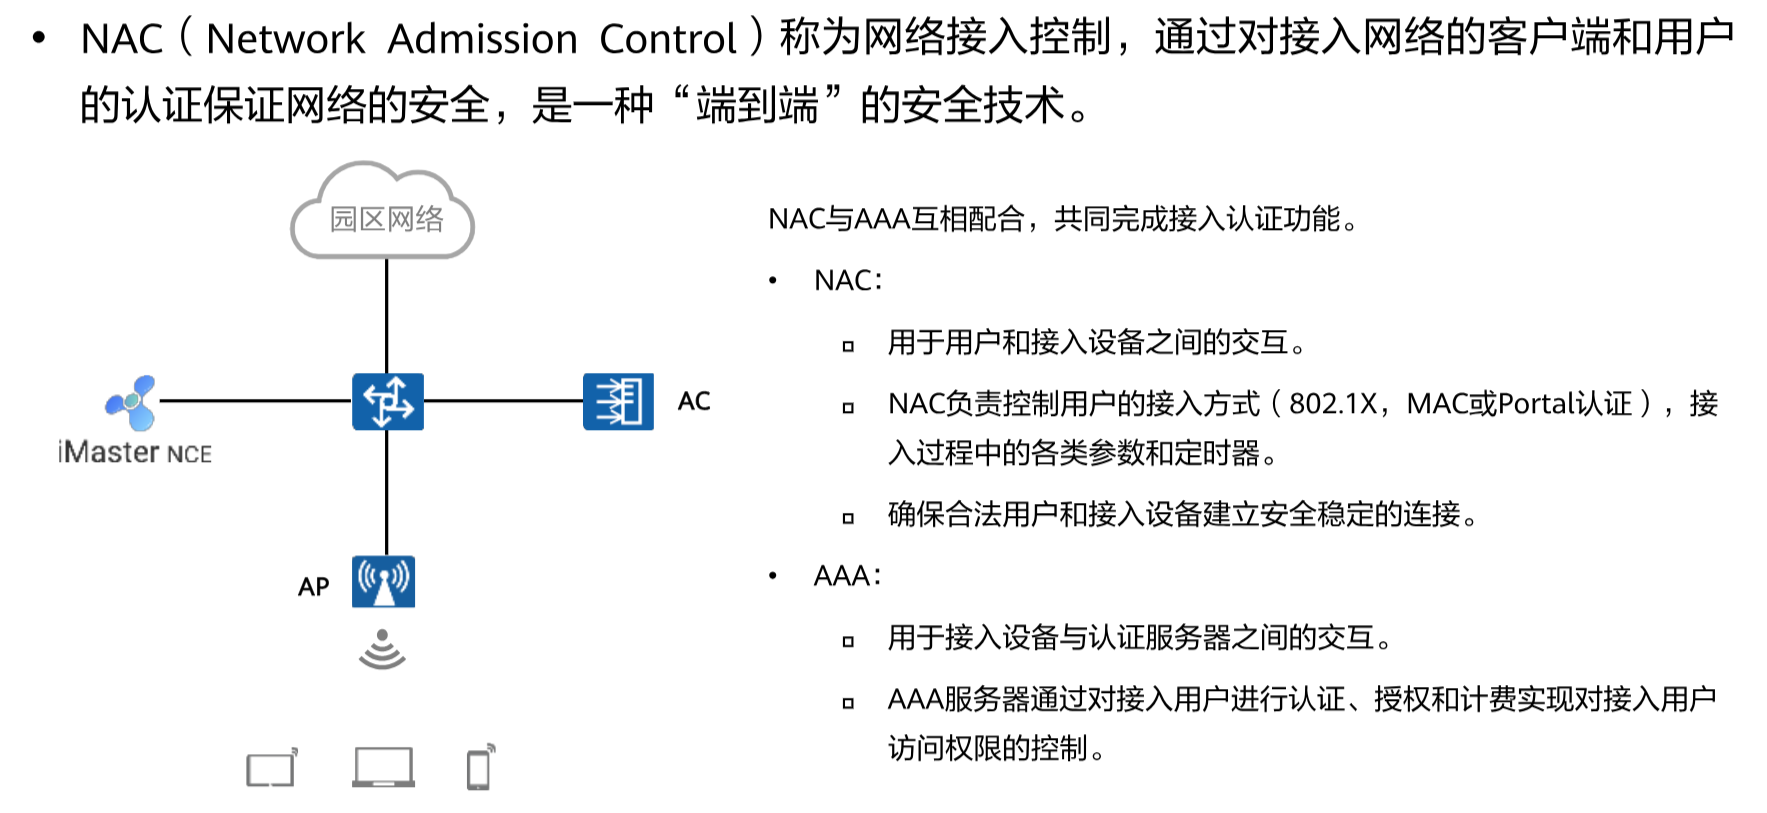 • NAC（Network Admission Control）称为网络接入控制，通过对接入网络的客户端和用户
的认证保证网络的安全，是一种“端到端”的安全技术。
园区网络
iMaster NCE
AC
AP
NAC与AAA互相配合，共同完成接入认证功能。
• NAC：
▫ 用于用户和接入设备之间的交互。
▫ NAC负责控制用户的接入方式（802.1X，MAC或Portal认证），接
入过程中的各类参数和定时器。
▫ 确保合法用户和接入设备建立安全稳定的连接。
• AAA：
▫ 用于接入设备与认证服务器之间的交互。
▫ AAA服务器通过对接入用户进行认证、授权和计费实现对接入用户
访问权限的控制。